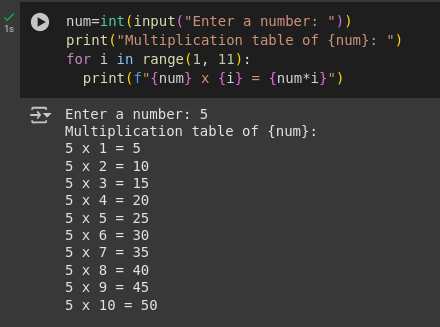 num=int(input("Enter a number: "))
print("Multiplication table of {num}: ")
for i in range(1, 11):
  print(f"{num} x {i} = {num*i}")
1s
Enter a number: 5
Multiplication table of {num}:
5 x 1 = 5
5 x 2 = 10
5 x 3 = 15
5 x 4 = 20
5 x 5 = 25
5 x 6 = 30
5 x 7 = 35
5 x 8 = 40
5 x 9 = 45
5 x 10 = 50